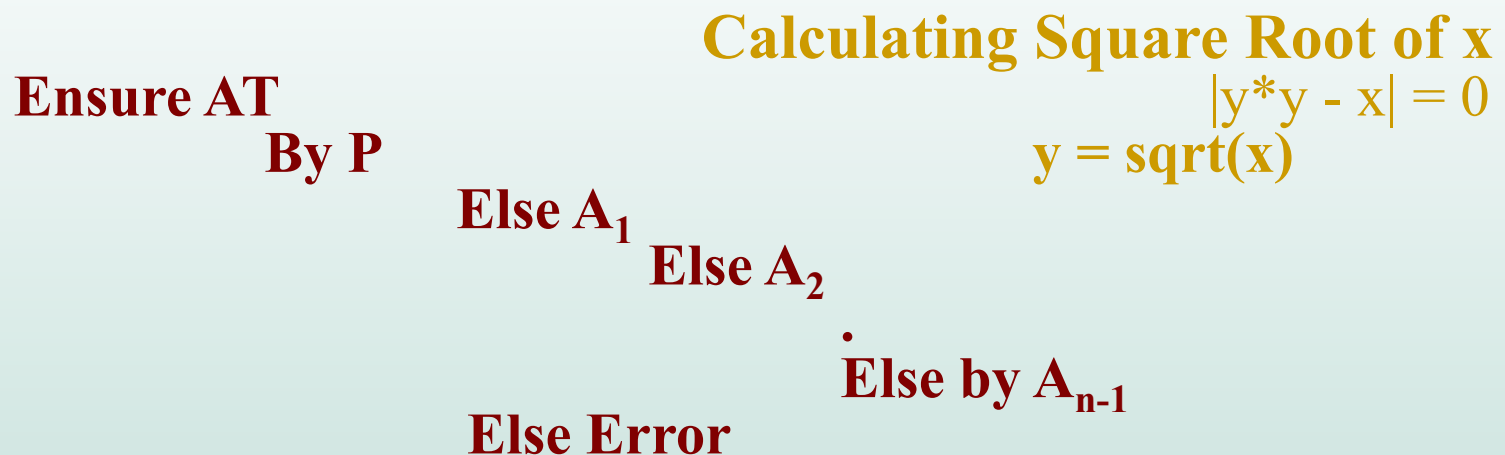 Calculating Square Root of x
Ensure AT |y*y - x| = 0
By P y = sqrt(x)
Else A₁
Else A₂
.
Else by Aₙ₋₁
Else Error